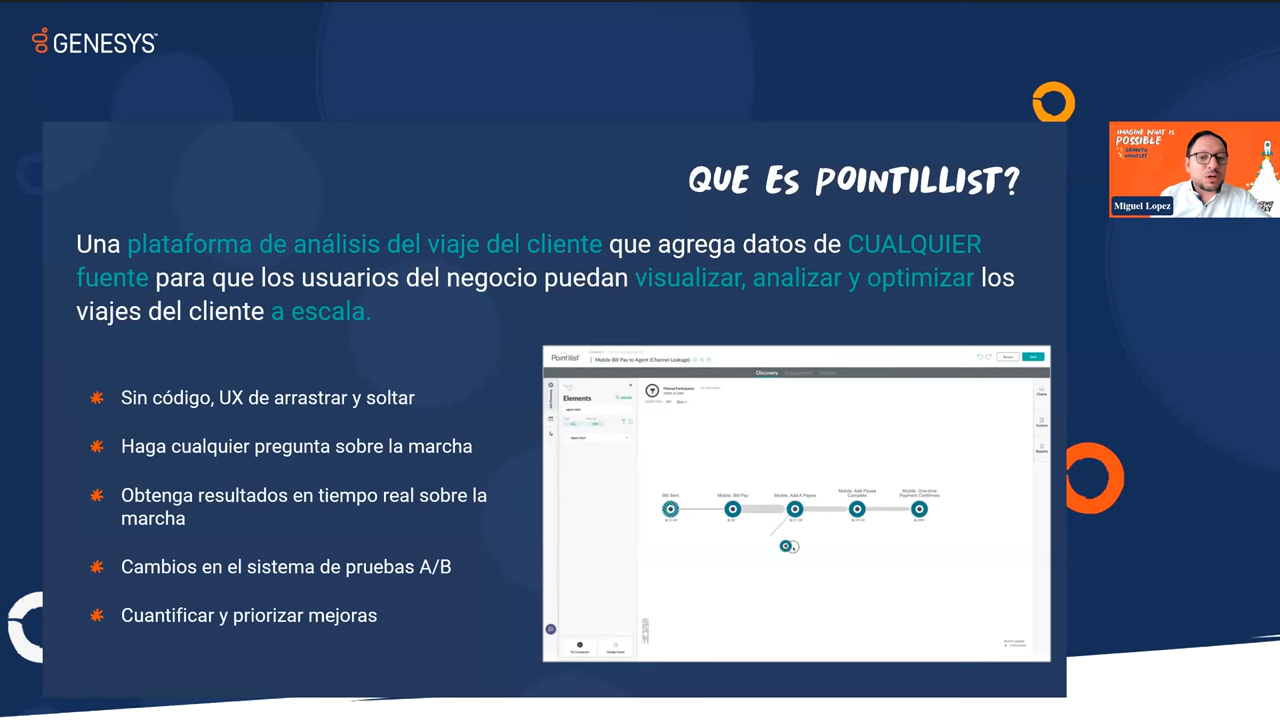 GENESYS
QUE ES POINTILLIST?
IMAGINE WHAT IS
POSSIBLE
GROWTH
MINDSET
Miguel Lopez
Una plataforma de análisis del viaje del cliente que agrega datos de CUALQUIER
fuente para que los usuarios del negocio puedan visualizar, analizar y optimizar los
viajes del cliente a escala.
Sin código, UX de arrastrar y soltar
Haga cualquier pregunta sobre la marcha
Obtenga resultados en tiempo real sobre la
marcha
Cambios en el sistema de pruebas A/B
Cuantificar y priorizar mejoras
Pointillist
Mobile Bill Pay to Agent (Channel Leakage)
Discovery
Elements
Filtered Participants
Bill Sent
Mobile, Bill Pay
Mobile, Add A Payee
Mobile, Add Payee
Complete
Mobile, One-time
Payment Confirmed